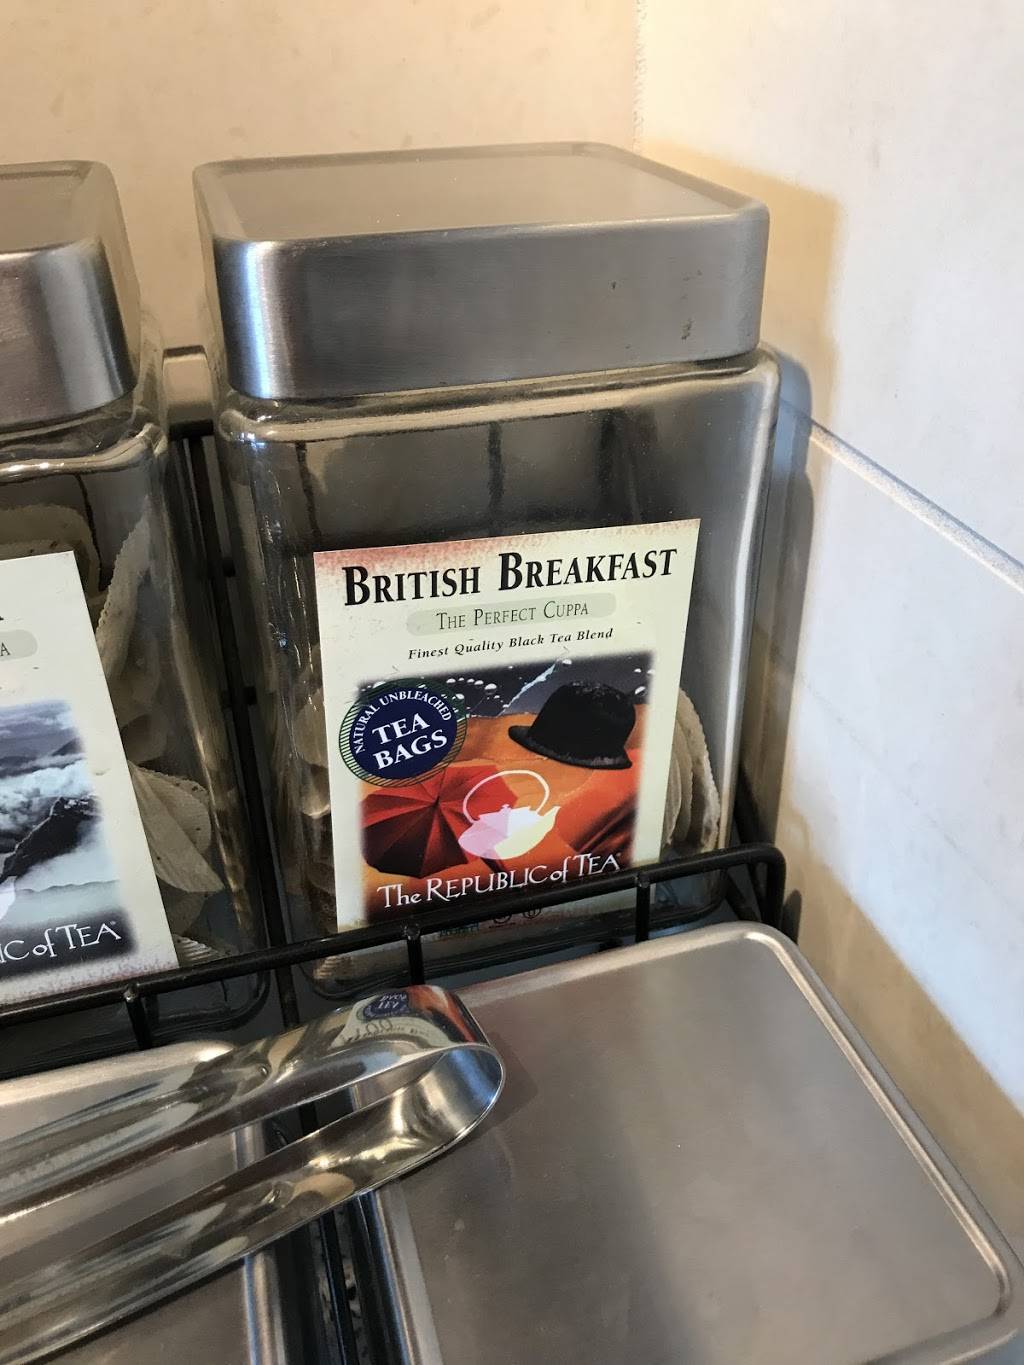 BRITISH BREAKFAST
THE PERFECT CUPPA
Finest Quality Black Tea Blend
NATURAL UNBLEACHED
TEA
BAGS
The REPUBLIC of TEA
A
IC of TEA